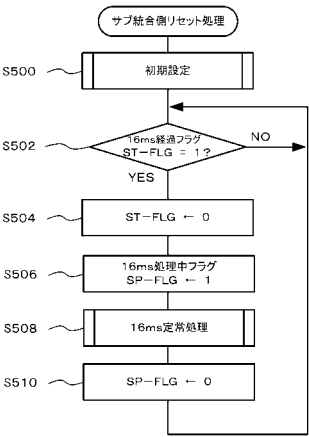 サブ統合側リセット処理
S500
初期設定
S502
16ms経過フラグ
ST-FLG = 1?
NO
YES
S504
ST-FLG ← 0
S506
16ms処理中フラグ
SP-FLG ← 1
S508
16ms定常処理
S510
SP-FLG ← 0